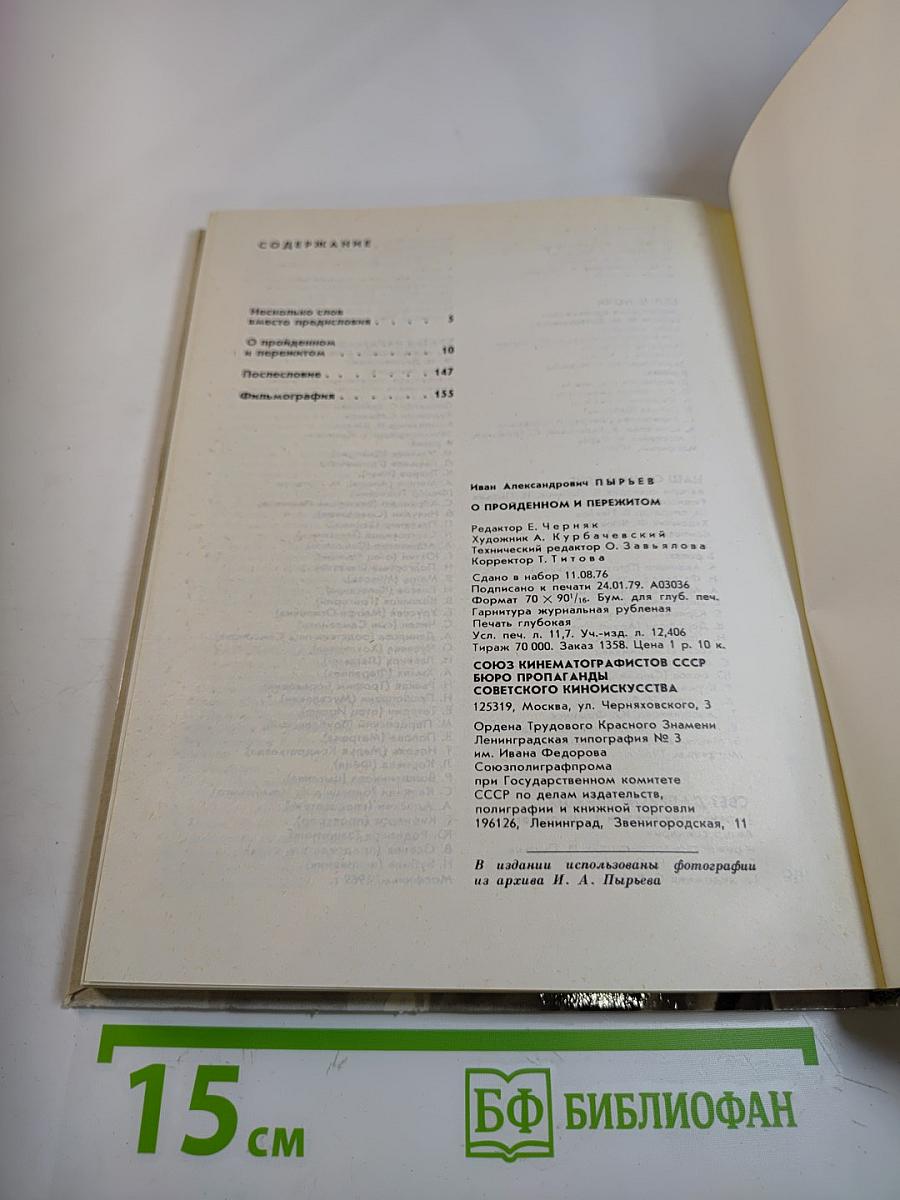 СОДЕРЖАНИЕ
Несколько слов
вместо предисловия . . . . 5
О пройденном
и пережитом . . . . . . 10
Послесловие . . . . . . . 147
Фильмография . . . . . . 155
Иван Александрович ПЫРЬЕВ
О ПРОЙДЕННОМ И ПЕРЕЖИТОМ
Редактор Е. Черняк
Художник А. Курбачевский
Технический редактор О. Завьялова
Корректор Т. Титова
Сдано в набор 11.08.76
Подписано к печати 24.01.79. А03036
Формат 70 × 90¹/₁₆. Бум. для глуб. печ.
Гарнитура журнальная рубленая
Печать глубокая
Усл. печ. л. 11,7. Уч.-изд. л. 12,406
Тираж 70 000. Заказ 1358. Цена 1 р. 10 к.
СОЮЗ КИНЕМАТОГРАФИСТОВ СССР
БЮРО ПРОПАГАНДЫ
СОВЕТСКОГО КИНОИСКУССТВА
125319, Москва, ул. Черняховского, 3
Ордена Трудового Красного Знамени
Ленинградская типография № 3
им. Ивана Федорова
Союзполиграфпрома
при Государственном комитете
СССР по делам издательств,
полиграфии и книжной торговли
196126, Ленинград, Звенигородская, 11
В издании использованы фотографии
из архива И. А. Пырьева
15 см
БФ БИБЛИОФАН